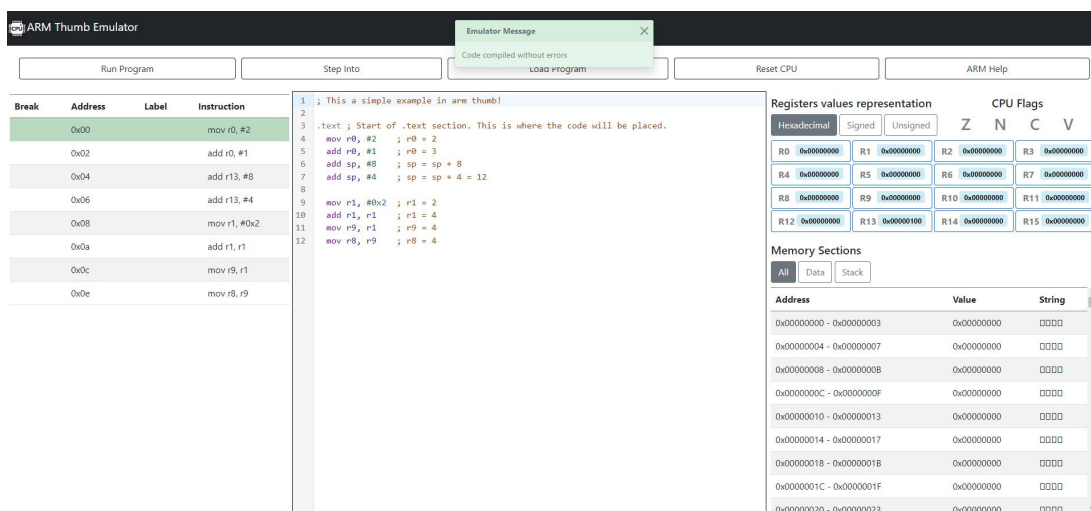 CPU ARM Thumb Emulator
Emulator Message
Code compiled without errors
Run Program Step Into Load Program Reset CPU ARM Help
Break Address Label Instruction
0x00 mov r0, #2
0x02 add r0, #1
0x04 add r13, #8
0x06 add r13, #4
0x08 mov r1, #0x2
0x0a add r1, r1
0x0c mov r9, r1
0x0e mov r8, r9
1 ; This a simple example in arm thumb!
2
3 .text ; Start of .text section. This is where the code will be placed.
4 mov r0, #2 ; r0 = 2
5 add r0, #1 ; r0 = 3
6 add sp, #8 ; sp = sp + 8
7 add sp, #4 ; sp = sp + 4 = 12
8
9 mov r1, #0x2 ; r1 = 2
10 add r1, r1 ; r1 = 4
11 mov r9, r1 ; r9 = 4
12 mov r8, r9 ; r8 = 4
Registers values representation CPU Flags
Hexadecimal Signed Unsigned Z N C V
R0 0x00000000 R1 0x00000000 R2 0x00000000 R3 0x00000000
R4 0x00000000 R5 0x00000000 R6 0x00000000 R7 0x00000000
R8 0x00000000 R9 0x00000000 R10 0x00000000 R11 0x00000000
R12 0x00000000 R13 0x00000100 R14 0x00000000 R15 0x00000000
Memory Sections
All Data Stack
Address Value String
0x00000000 - 0x00000003 0x00000000 □□□□
0x00000004 - 0x00000007 0x00000000 □□□□
0x00000008 - 0x0000000B 0x00000000 □□□□
0x0000000C - 0x0000000F 0x00000000 □□□□
0x00000010 - 0x00000013 0x00000000 □□□□
0x00000014 - 0x00000017 0x00000000 □□□□
0x00000018 - 0x0000001B 0x00000000 □□□□
0x0000001C - 0x0000001F 0x00000000 □□□□
0x00000020 - 0x00000023 0x00000000 □□□□